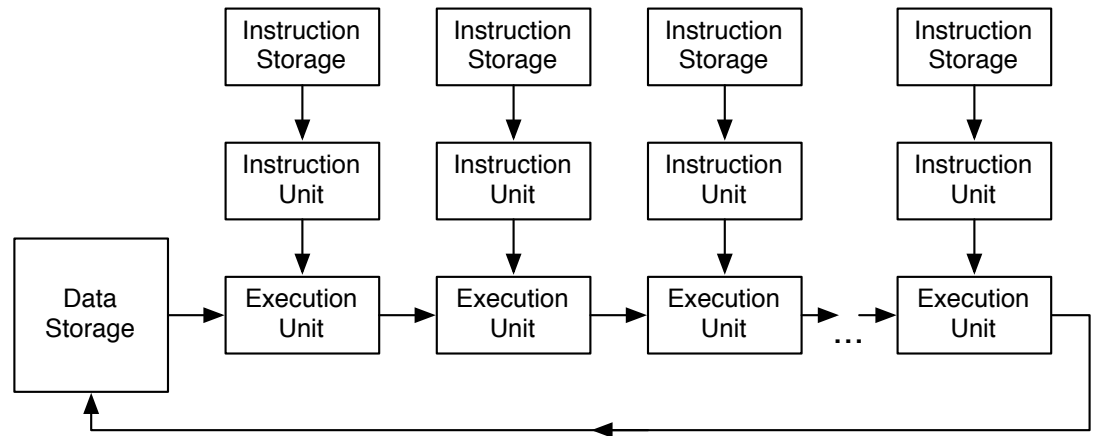 Instruction
Storage
Instruction
Storage
Instruction
Storage
Instruction
Storage
Instruction
Unit
Instruction
Unit
Instruction
Unit
Instruction
Unit
Data
Storage
Execution
Unit
Execution
Unit
Execution
Unit
...
Execution
Unit